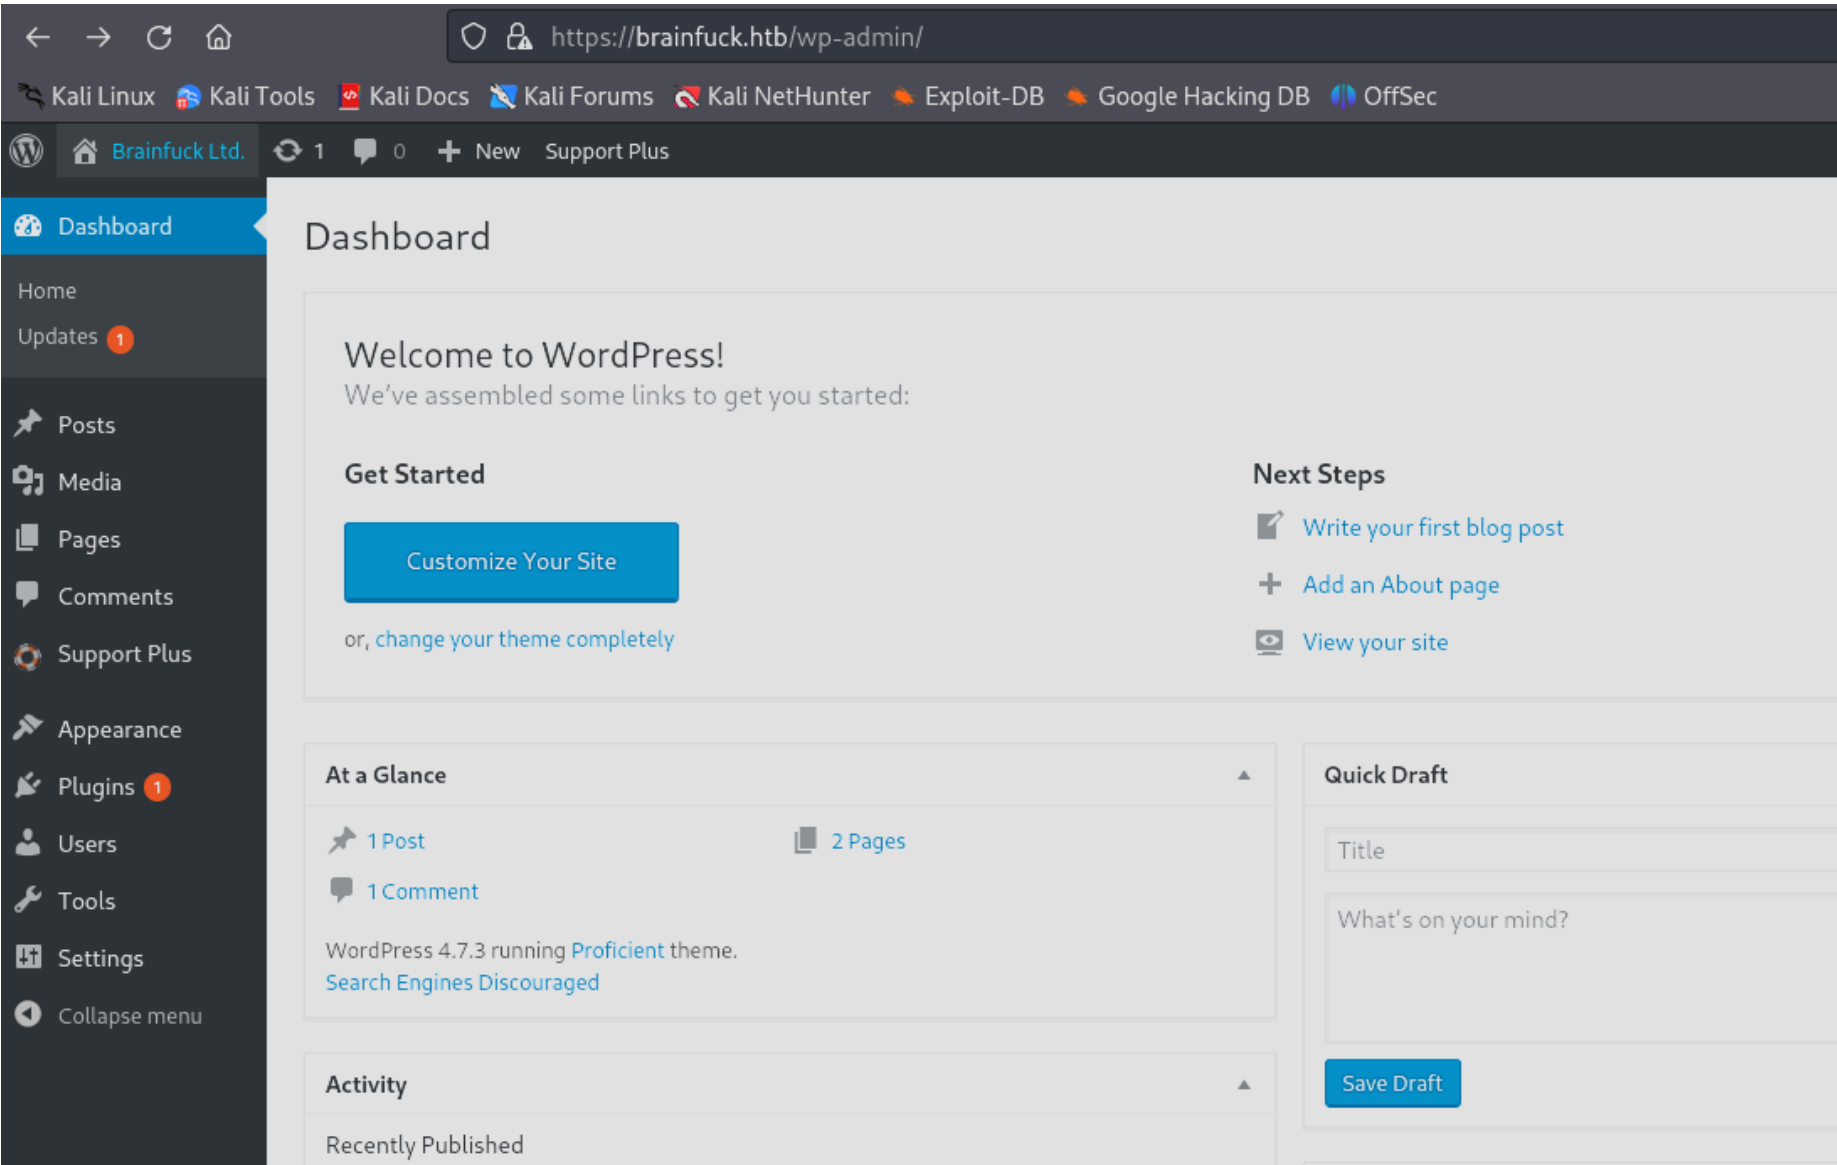 https://brainfuck.htb/wp-admin/
Kali Linux Kali Tools Kali Docs Kali Forums Kali NetHunter Exploit-DB Google Hacking DB OffSec
Brainfuck Ltd. 1 0 New Support Plus
Dashboard
Home
Updates 1
Posts
Media
Pages
Comments
Support Plus
Appearance
Plugins 1
Users
Tools
Settings
Collapse menu
Dashboard
Welcome to WordPress!
We've assembled some links to get you started:
Get Started
Customize Your Site
or, change your theme completely
Next Steps
Write your first blog post
Add an About page
View your site
At a Glance
1 Post
2 Pages
1 Comment
WordPress 4.7.3 running Proficient theme.
Search Engines Discouraged
Activity
Recently Published
Quick Draft
Title
What's on your mind?
Save Draft